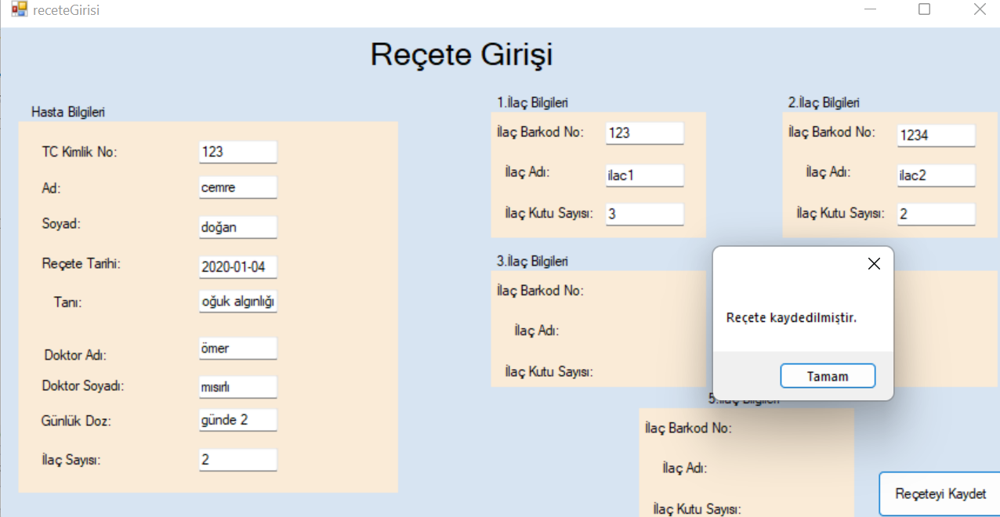 receteGirisi
Reçete Girişi
Hasta Bilgileri
TC Kimlik No: 123
Ad: cemre
Soyad: doğan
Reçete Tarihi: 2020-01-04
Tanı: oğuk algınlığı
Doktor Adı: ömer
Doktor Soyadı: mısırlı
Günlük Doz: günde 2
İlaç Sayısı: 2
1.İlaç Bilgileri
İlaç Barkod No: 123
İlaç Adı: ilac1
İlaç Kutu Sayısı: 3
2.İlaç Bilgileri
İlaç Barkod No: 1234
İlaç Adı: ilac2
İlaç Kutu Sayısı: 2
3.İlaç Bilgileri
İlaç Barkod No:
İlaç Adı:
İlaç Kutu Sayısı:
Reçete kaydedilmiştir.
Tamam
5.İlaç Bilgileri
İlaç Barkod No:
İlaç Adı:
İlaç Kutu Sayısı:
Reçeteyi Kaydet